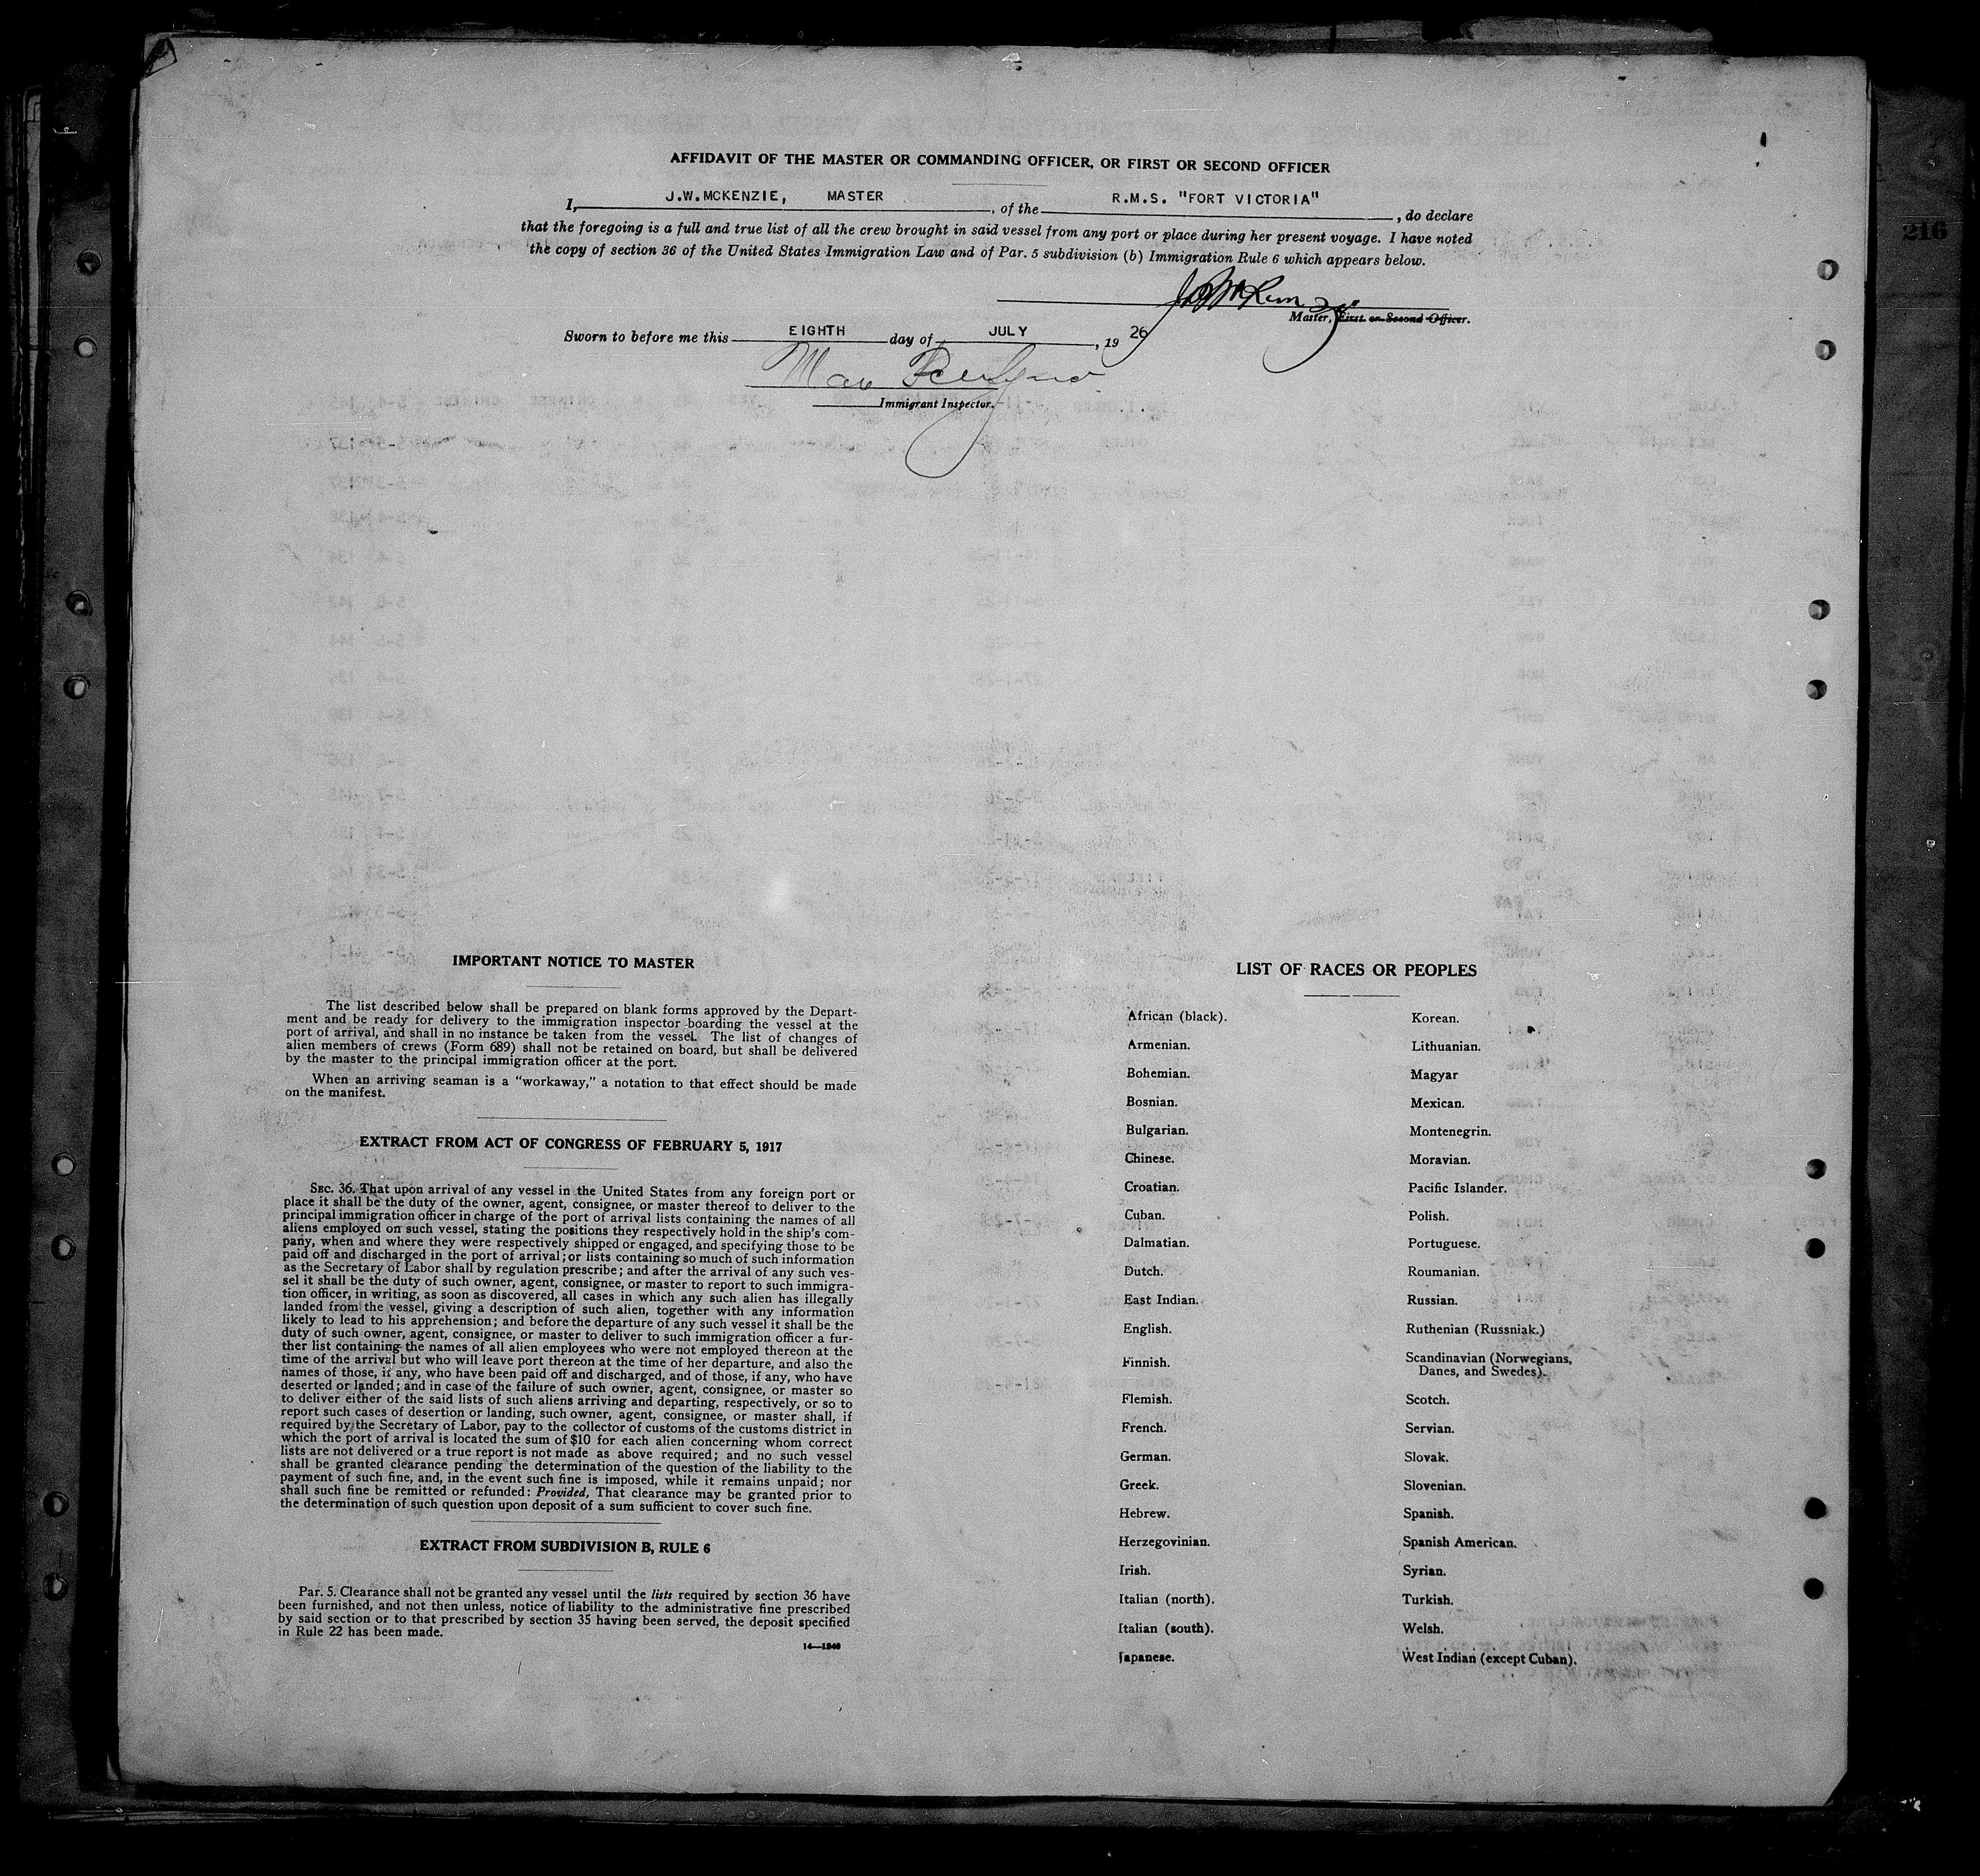 AFFIDAVIT OF THE MASTER OR COMMANDING OFFICER, OR FIRST OR SECOND OFFICER
I, J.W.MCKENZIE, MASTER, of the R.M.S. "FORT VICTORIA", do declare
that the foregoing is a full and true list of all the crew brought in said vessel from any port or place during her present voyage. I have noted
the copy of section 36 of the United States Immigration Law and of Par. 5 subdivision (b) Immigration Rule 6 which appears below.
Master, First or Second Officer.
Sworn to before me this EIGHTH day of JULY, 1926
Immigrant Inspector.
216
IMPORTANT NOTICE TO MASTER
The list described below shall be prepared on blank forms approved by the Depart-
ment and be ready for delivery to the immigration inspector boarding the vessel at the
port of arrival, and shall in no instance be taken from the vessel. The list of changes of
alien members of crews (Form 689) shall not be retained on board, but shall be delivered
by the master to the principal immigration officer at the port.
When an arriving seaman is a "workaway," a notation to that effect should be made
on the manifest.
EXTRACT FROM ACT OF CONGRESS OF FEBRUARY 5, 1917
SEC. 36. That upon arrival of any vessel in the United States from any foreign port or
place it shall be the duty of the owner, agent, consignee, or master thereof to deliver to the
principal immigration officer in charge of the port of arrival lists containing the names of all
aliens employed on such vessel, stating the positions they respectively hold in the ship's com-
pany, when and where they were respectively shipped or engaged, and specifying those to be
paid off and discharged in the port of arrival; or lists containing so much of such information
as the Secretary of Labor shall by regulation prescribe; and after the arrival of any such ves-
sel it shall be the duty of such owner, agent, consignee, or master to report to such immigra-
tion officer, in writing, as soon as discovered, all cases in which any such alien has illegally
landed from the vessel, giving a description of such alien, together with any information
likely to lead to his apprehension; and before the departure of any such vessel it shall be the
duty of such owner, agent, consignee, or master to deliver to such immigration officer a fur-
ther list containing the names of all alien employees who were not employed thereon at the
time of the arrival but who will leave port thereon at the time of her departure, and also the
names of those, if any, who have been paid off and discharged, and of those, if any, who have
deserted or landed; and in case of the failure of such owner, agent, consignee, or master so
to deliver either of the said lists of such aliens arriving and departing, respectively, or so to
report such cases of desertion or landing, such owner, agent, consignee, or master shall, if
required by the Secretary of Labor, pay to the collector of customs of the customs district in
which the port of arrival is located the sum of $10 for each alien concerning whom correct
lists are not delivered or a true report is not made as above required; and no such vessel
shall be granted clearance pending the determination of the question of the liability to the
payment of such fine, and, in the event such fine is imposed, while it remains unpaid; nor
shall such fine be remitted or refunded: Provided, That clearance may be granted prior to
the determination of such question upon deposit of a sum sufficient to cover such fine.
EXTRACT FROM SUBDIVISION B, RULE 6
Par. 5. Clearance shall not be granted any vessel until the lists required by section 36 have
been furnished, and not then unless, notice of liability to the administrative fine prescribed
by said section or to that prescribed by section 35 having been served, the deposit specified
in Rule 22 has been made.
14—1240
LIST OF RACES OR PEOPLES
African (black).
Armenian.
Bohemian.
Bosnian.
Bulgarian.
Chinese.
Croatian.
Cuban.
Dalmatian.
Dutch.
East Indian.
English.
Finnish.
Flemish.
French.
German.
Greek.
Hebrew.
Herzegovinian.
Irish.
Italian (north).
Italian (south).
Japanese.
Korean.
Lithuanian.
Magyar
Mexican.
Montenegrin.
Moravian.
Pacific Islander.
Polish.
Portuguese.
Roumanian.
Russian.
Ruthenian (Russniak.)
Scandinavian (Norwegians,
Danes, and Swedes).
Scotch.
Servian.
Slovak.
Slovenian.
Spanish.
Spanish American.
Syrian.
Turkish.
Welsh.
West Indian (except Cuban).